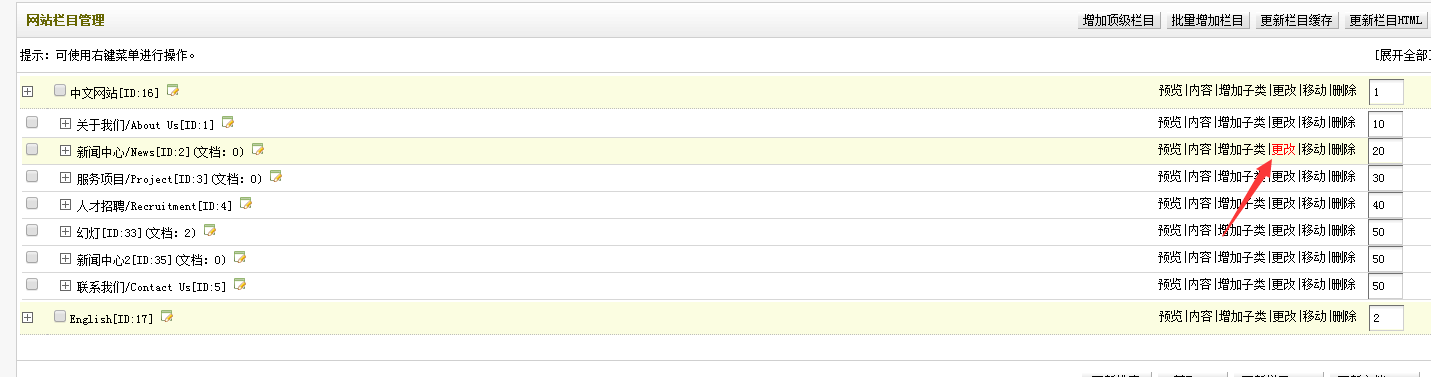 网站栏目管理 增加顶级栏目 批量增加栏目 更新栏目缓存 更新栏目HTML
提示：可使用右键菜单进行操作。 [展开全部]
中文网站[ID:16] 预览|内容|增加子类|更改|移动|删除 1
关于我们/About Us[ID:1] 预览|内容|增加子类|更改|移动|删除 10
新闻中心/News[ID:2](文档：0) 预览|内容|增加子类|更改|移动|删除 20
服务项目/Project[ID:3](文档：0) 预览|内容|增加子类|更改|移动|删除 30
人才招聘/Recruitment[ID:4] 预览|内容|增加子类|更改|移动|删除 40
幻灯[ID:33](文档：2) 预览|内容|增加子类|更改|移动|删除 50
新闻中心2[ID:35](文档：0) 预览|内容|增加子类|更改|移动|删除 50
联系我们/Contact Us[ID:5] 预览|内容|增加子类|更改|移动|删除 50
English[ID:17] 预览|内容|增加子类|更改|移动|删除 2